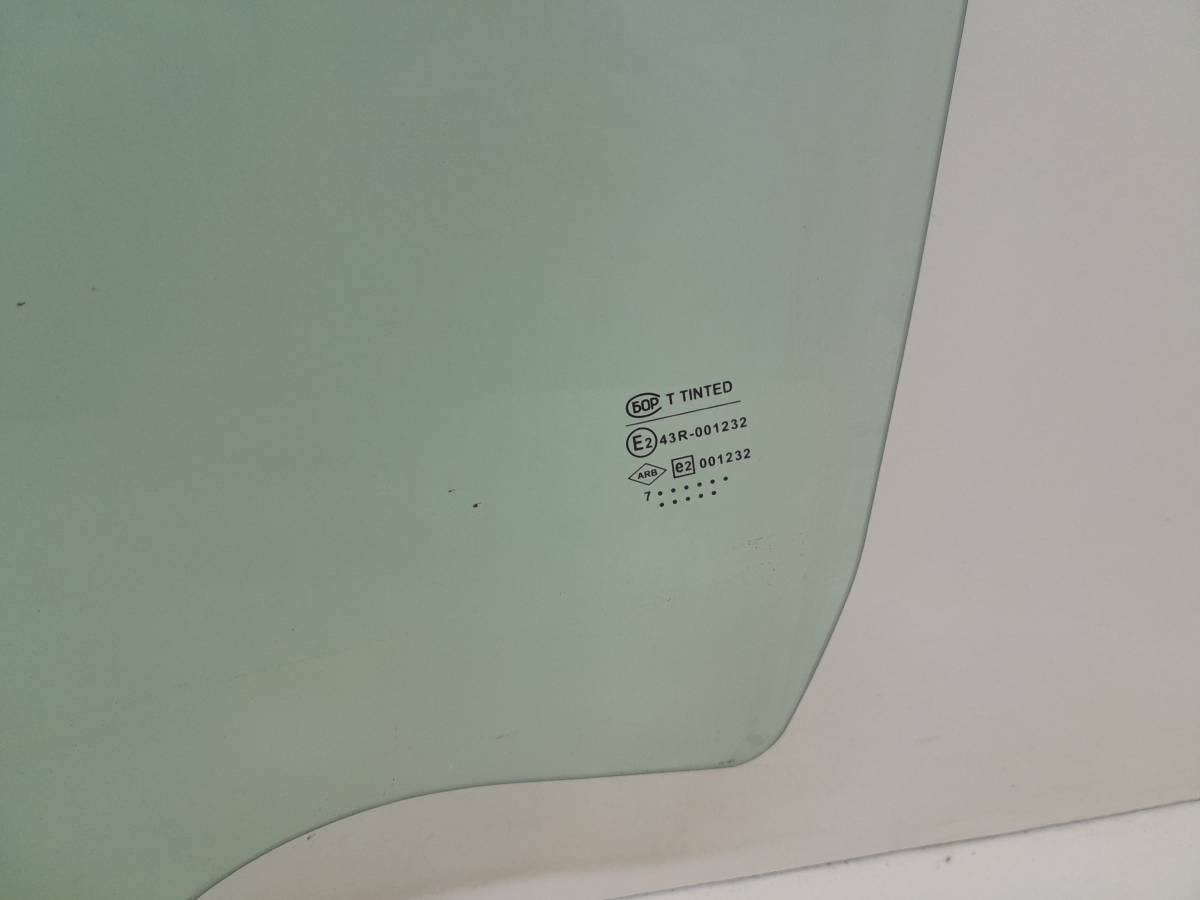 БОР T TINTED
E2 43R-001232
ARB e2 001232
7 • • • • • •
• • • • •